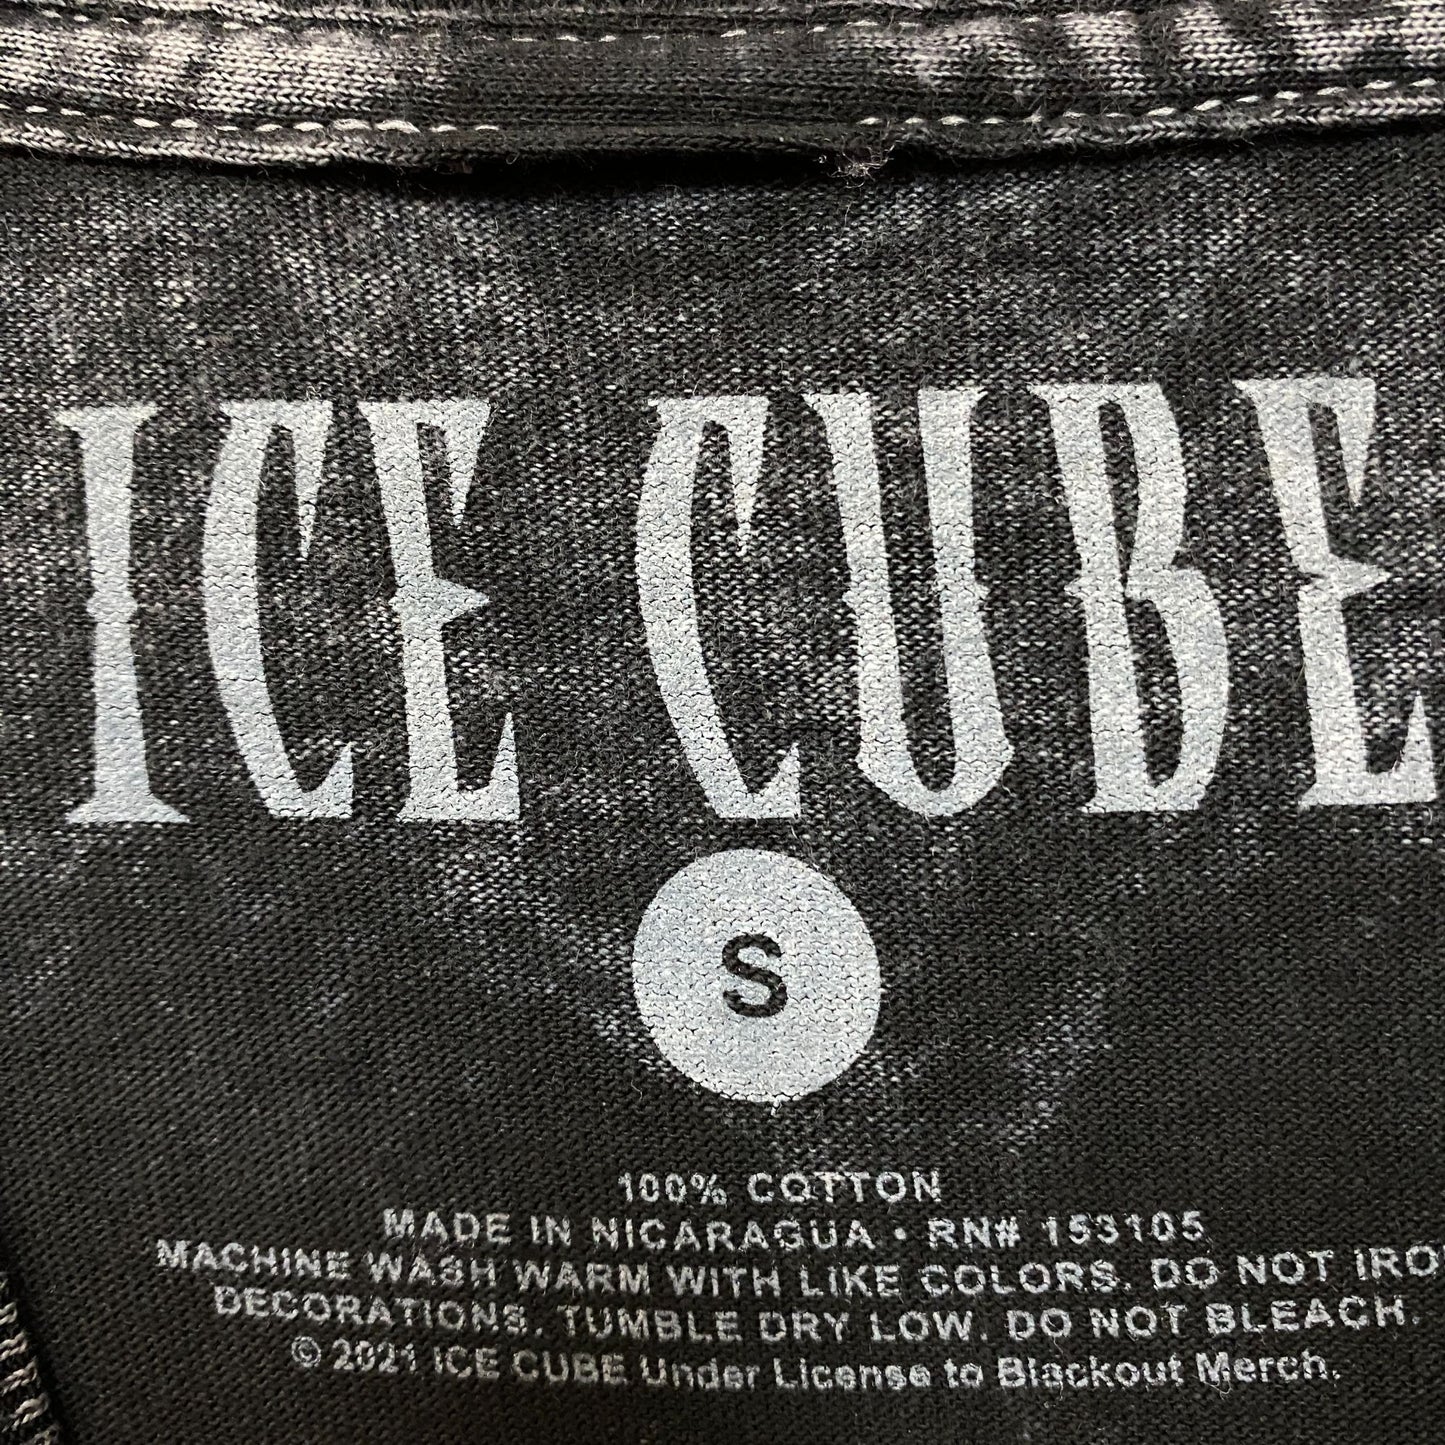 ICE CUBE
S
100% COTTON
MADE IN NICARAGUA • RN# 153105
MACHINE WASH WARM WITH LIKE COLORS. DO NOT IRO
DECORATIONS. TUMBLE DRY LOW. DO NOT BLEACH.
© 2021 ICE CUBE Under License to Blackout Merch.